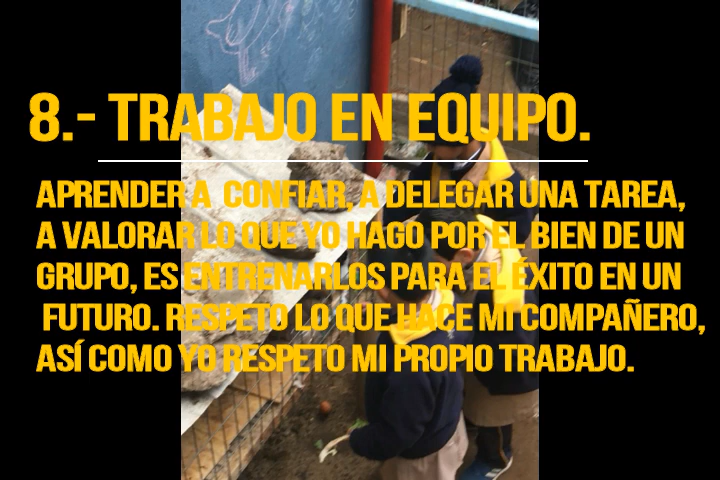 8.- TRABAJO EN EQUIPO.
APRENDER A CONFIAR, A DELEGAR UNA TAREA,
A VALORAR LO QUE YO HAGO POR EL BIEN DE UN
GRUPO, ES ENTRENARLOS PARA EL ÉXITO EN UN
FUTURO. RESPETO LO QUE HACE MI COMPAÑERO,
ASÍ COMO YO RESPETO MI PROPIO TRABAJO.